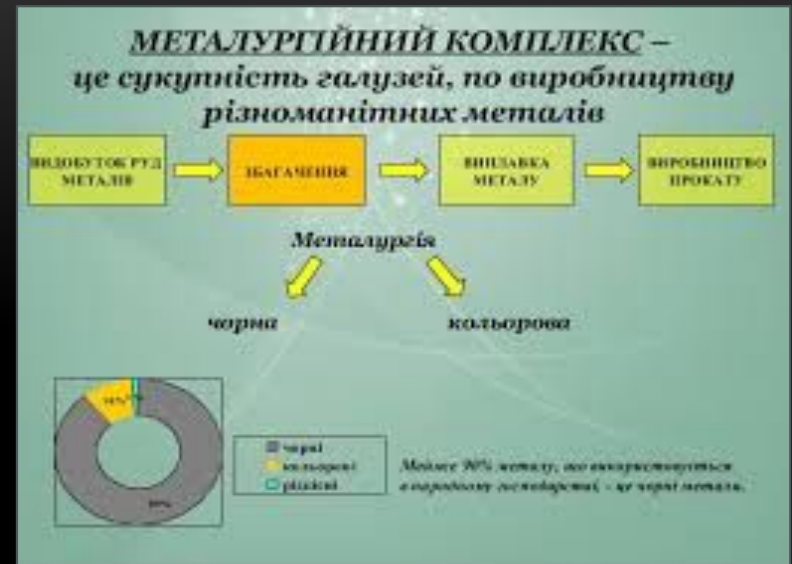 МЕТАЛУРГІЙНИЙ КОМПЛЕКС –
це сукупність галузей, по виробництву
різноманітних металів
ВИДОБУТОК РУД
МЕТАЛІВ
ЗБАГАЧЕННЯ
ВИПЛАВКА
МЕТАЛУ
ВИРОБНИЦТВО
ПРОКАТУ
Металургія
чорна
кольорова
чорні
кольорові
рідкісні
Майже 90% металу, що використовується
в народному господарстві, - це чорні метали.